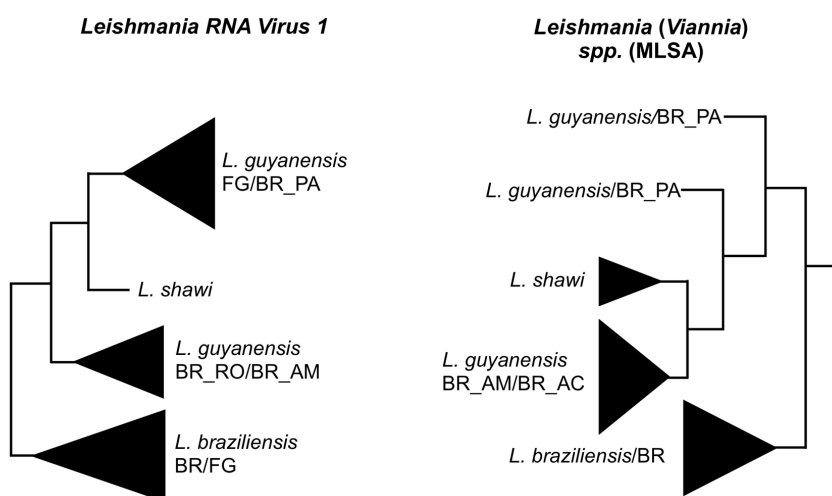 Leishmania RNA Virus 1
L. guyanensis
FG/BR_PA
L. shawi
L. guyanensis
BR_RO/BR_AM
L. braziliensis
BR/FG
Leishmania (Viannia)
spp. (MLSA)
L. guyanensis/BR_PA
L. guyanensis/BR_PA
L. shawi
L. guyanensis
BR_AM/BR_AC
L. braziliensis/BR